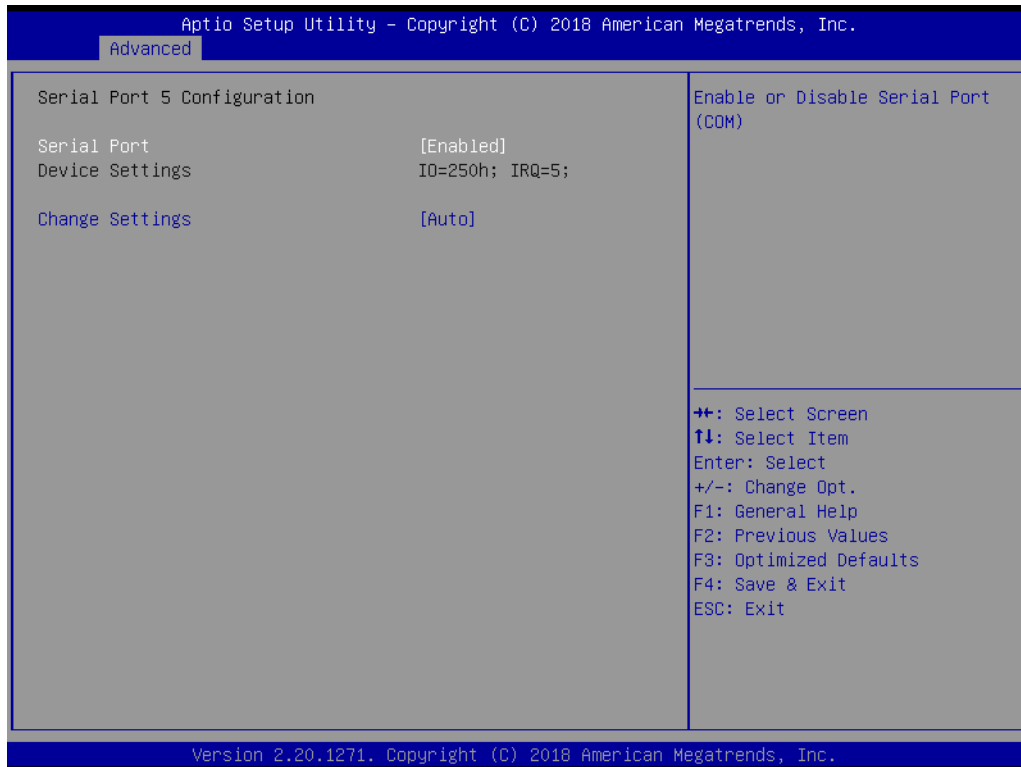 Aptio Setup Utility – Copyright (C) 2018 American Megatrends, Inc.
Advanced
Serial Port 5 Configuration
Serial Port [Enabled]
Device Settings IO=250h; IRQ=5;
Change Settings [Auto]
Enable or Disable Serial Port
(COM)
→←: Select Screen
↑↓: Select Item
Enter: Select
+/-: Change Opt.
F1: General Help
F2: Previous Values
F3: Optimized Defaults
F4: Save & Exit
ESC: Exit
Version 2.20.1271. Copyright (C) 2018 American Megatrends, Inc.